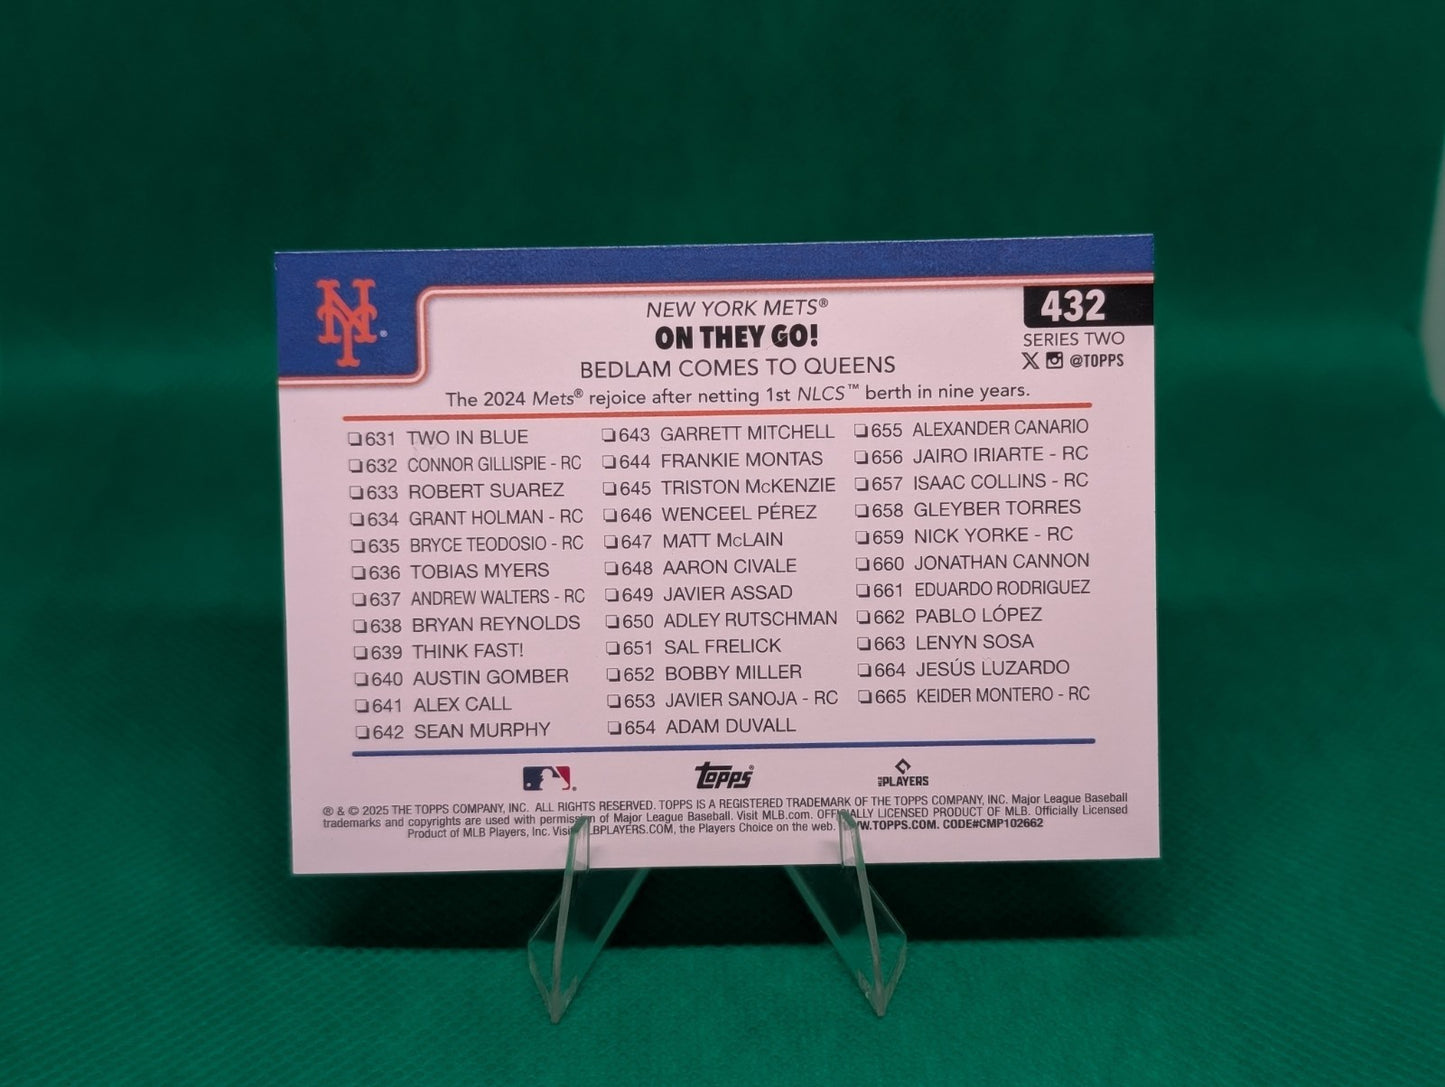 NY
NEW YORK METS®
ON THEY GO!
BEDLAM COMES TO QUEENS
The 2024 Mets® rejoice after netting 1st NLCS™ berth in nine years.
432
SERIES TWO
X @TOPPS
631 TWO IN BLUE
632 CONNOR GILLISPIE - RC
633 ROBERT SUAREZ
634 GRANT HOLMAN - RC
635 BRYCE TEODOSIO - RC
636 TOBIAS MYERS
637 ANDREW WALTERS - RC
638 BRYAN REYNOLDS
639 THINK FAST!
640 AUSTIN GOMBER
641 ALEX CALL
642 SEAN MURPHY
643 GARRETT MITCHELL
644 FRANKIE MONTAS
645 TRISTON McKENZIE
646 WENCEEL PÉREZ
647 MATT McLAIN
648 AARON CIVALE
649 JAVIER ASSAD
650 ADLEY RUTSCHMAN
651 SAL FRELICK
652 BOBBY MILLER
653 JAVIER SANOJA - RC
654 ADAM DUVALL
655 ALEXANDER CANARIO
656 JAIRO IRIARTE - RC
657 ISAAC COLLINS - RC
658 GLEYBER TORRES
659 NICK YORKE - RC
660 JONATHAN CANNON
661 EDUARDO RODRIGUEZ
662 PABLO LÓPEZ
663 LENYN SOSA
664 JESÚS LUZARDO
665 KEIDER MONTERO - RC
topps®
MLB PLAYERS
® & © 2025 THE TOPPS COMPANY, INC. ALL RIGHTS RESERVED. TOPPS IS A REGISTERED TRADEMARK OF THE TOPPS COMPANY, INC. Major League Baseball
trademarks and copyrights are used with permission of Major League Baseball. Visit MLB.com. OFFICIALLY LICENSED PRODUCT OF MLB. Officially Licensed
Product of MLB Players, Inc. Visit MLBPLAYERS.COM, the Players Choice on the web. WWW.TOPPS.COM. CODE#CMP102662